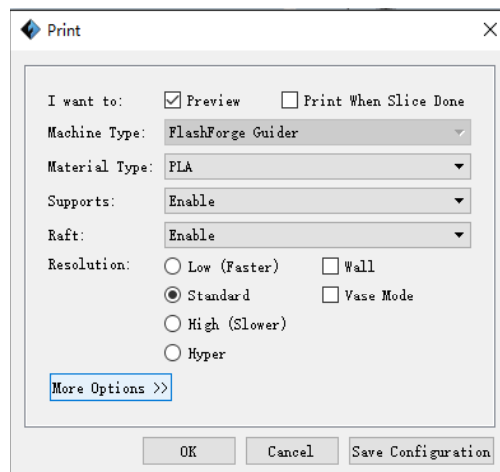 Print
I want to: Preview Print When Slice Done
Machine Type: FlashForge Guider
Material Type: PLA
Supports: Enable
Raft: Enable
Resolution: Low (Faster) Wall
Standard Vase Mode
High (Slower)
Hyper
More Options >>
OK Cancel Save Configuration